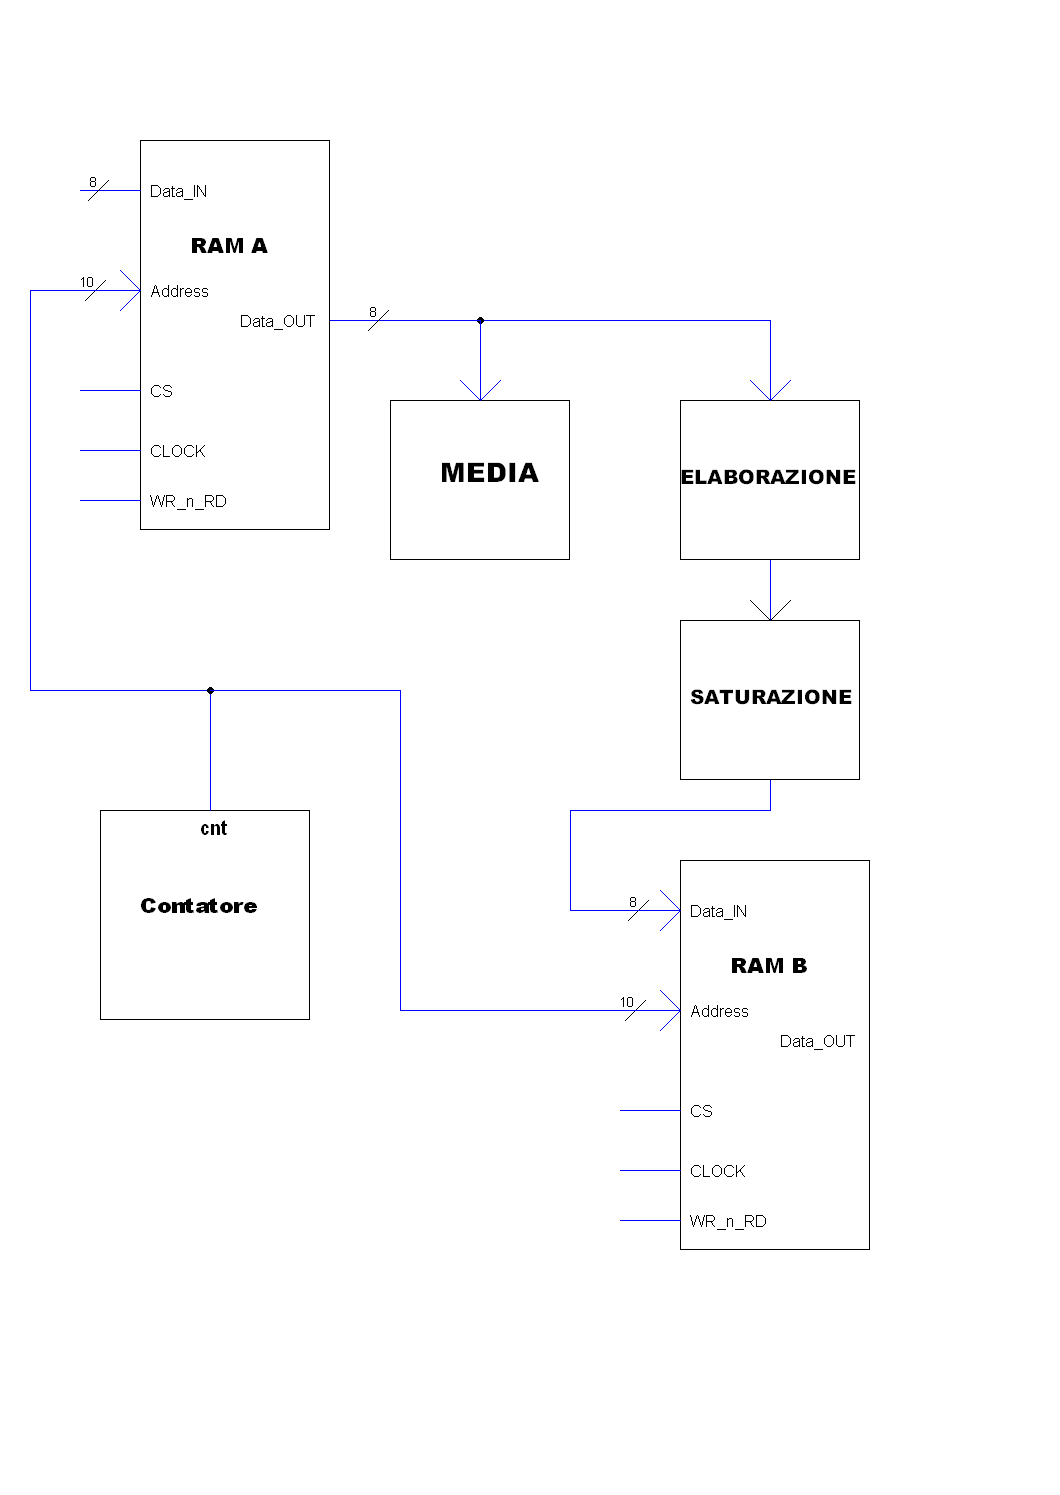 8
Data_IN
RAM A
10
Address
8
Data_OUT
CS
CLOCK
WR_n_RD
MEDIA
ELABORAZIONE
SATURAZIONE
cnt
Contatore
8
Data_IN
RAM B
10
Address
Data_OUT
CS
CLOCK
WR_n_RD